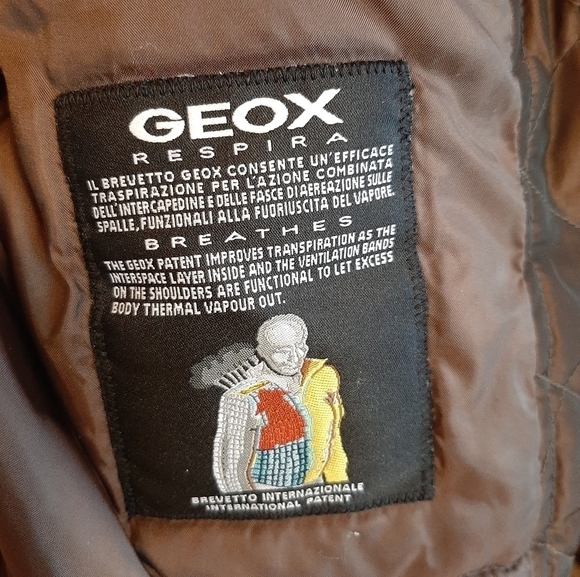 GEOX
RESPIRA
IL BREVETTO GEOX CONSENTE UN'EFFICACE
TRASPIRAZIONE PER L'AZIONE COMBINATA
DELL'INTERCAPEDINE E DELLE FASCE DI AEREAZIONE SULLE
SPALLE, FUNZIONALI ALLA FUORIUSCITA DEL VAPORE.
BREATHES
THE GEOX PATENT IMPROVES TRANSPIRATION AS THE
INTERSPACE LAYER INSIDE AND THE VENTILATION BANDS
ON THE SHOULDERS ARE FUNCTIONAL TO LET EXCESS
BODY THERMAL VAPOUR OUT.
BREVETTO INTERNAZIONALE
INTERNATIONAL PATENT